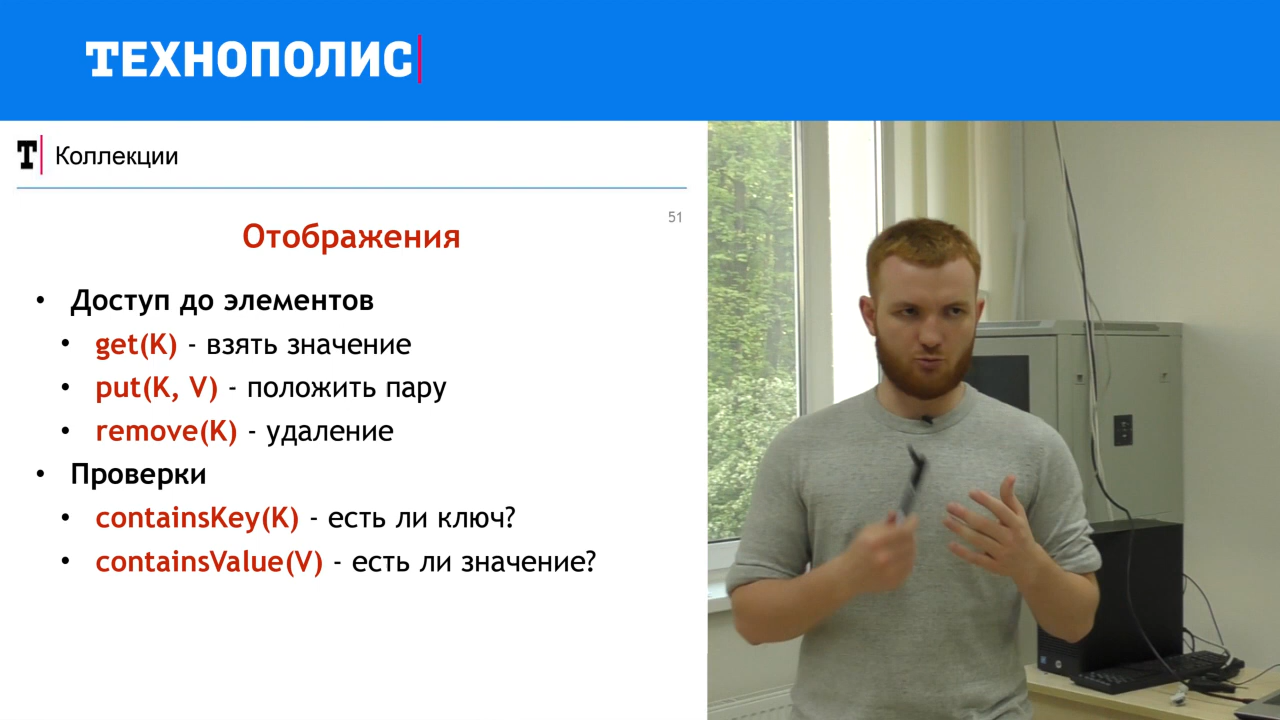 ТЕХНОПОЛИС
Т Коллекции
51
Отображения
• Доступ до элементов
• get(K) - взять значение
• put(K, V) - положить пару
• remove(K) - удаление
• Проверки
• containsKey(K) - есть ли ключ?
• containsValue(V) - есть ли значение?